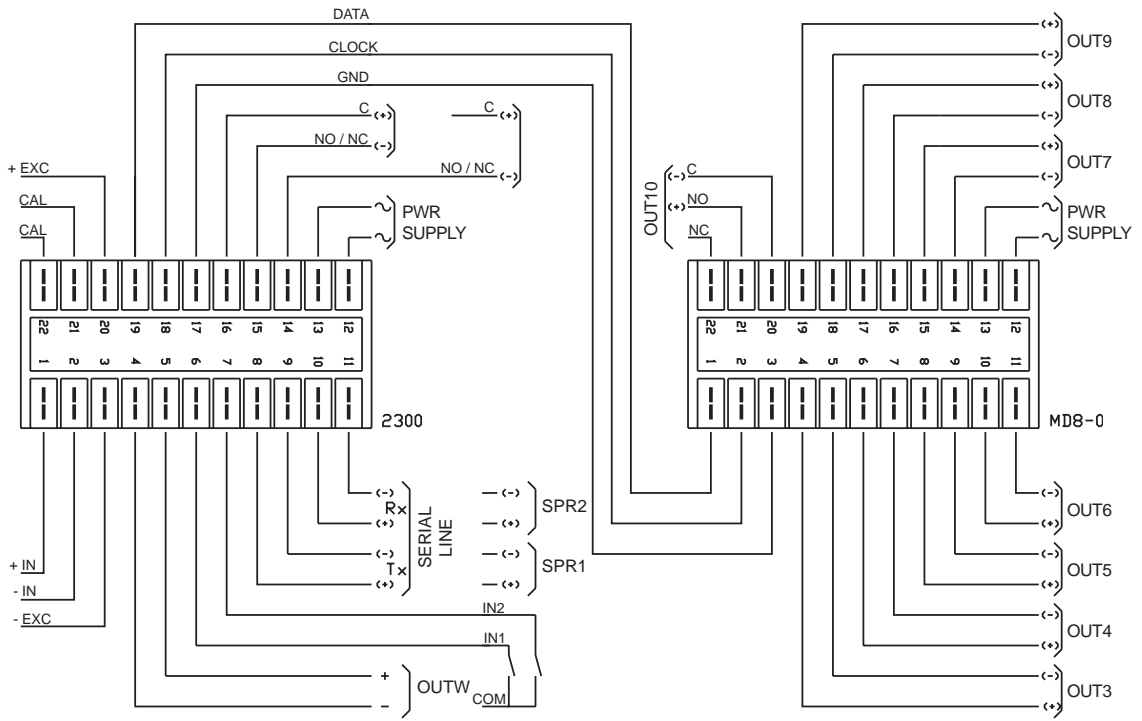 DATA
CLOCK
GND
C (+)
NO / NC (-)
C (+)
NO / NC (-)
+ EXC
CAL
CAL
PWR
SUPPLY
22 21 20 19 18 17 16 15 14 13 12
1 2 3 4 5 6 7 8 9 10 11
2300
(-)
Rx
(+)
(-)
Tx
(+)
SERIAL
LINE
(-)
(+)
SPR2
(-)
(+)
SPR1
+ IN
- IN
- EXC
IN2
IN1
+
-
OUTW
COM
(+)
(-)
OUT9
(+)
(-)
OUT8
(+)
(-)
OUT7
OUT10
(-) C
(+) NO
NC
PWR
SUPPLY
22 21 20 19 18 17 16 15 14 13 12
1 2 3 4 5 6 7 8 9 10 11
MD8-0
(-)
(+)
OUT6
(-)
(+)
OUT5
(-)
(+)
OUT4
(-)
(+)
OUT3